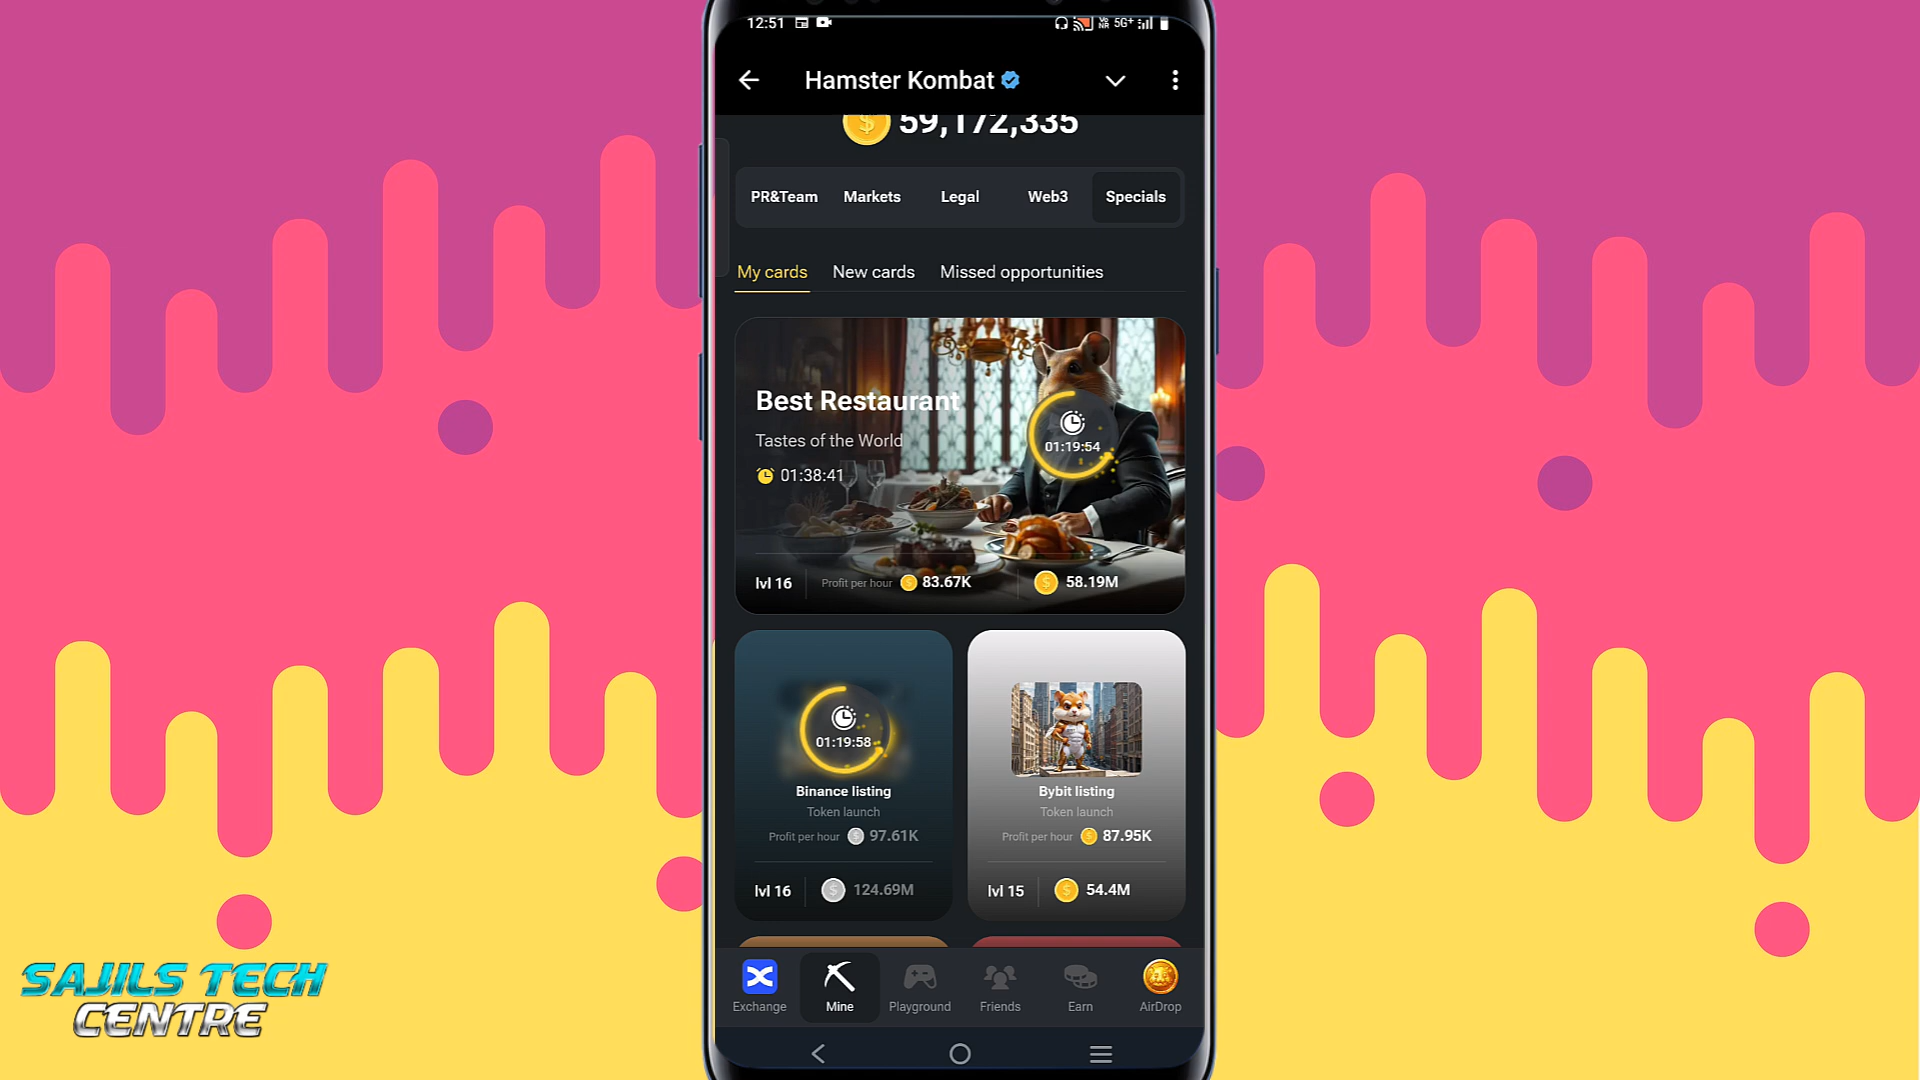 12:51 VO NR 5G+
Hamster Kombat
59,172,335
PR&Team Markets Legal Web3 Specials
My cards New cards Missed opportunities
Best Restaurant
Tastes of the World
01:38:41
01:19:54
lvl 16 Profit per hour 83.67K 58.19M
01:19:58
Binance listing
Token launch
Profit per hour 97.61K
lvl 16 124.69M
Bybit listing
Token launch
Profit per hour 87.95K
lvl 15 54.4M
Exchange Mine Playground Friends Earn AirDrop
SAJILS TECH
CENTRE